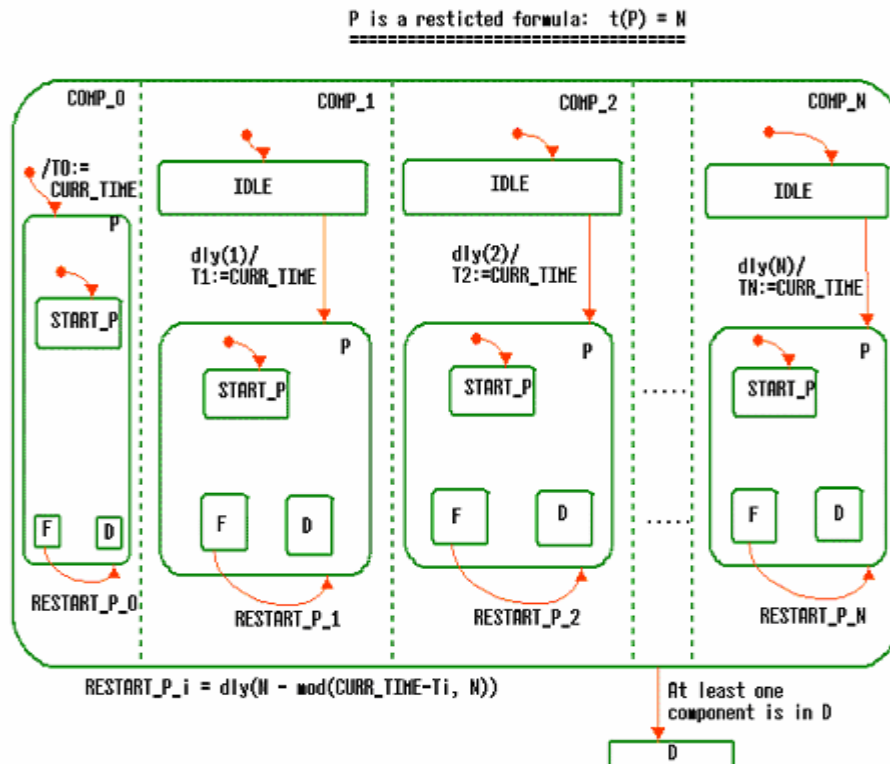 P is a resticted formula: t(P) = N
COMP_0
COMP_1
COMP_2
COMP_N
/T0:=
CURR_TIME
IDLE
IDLE
IDLE
P
dly(1)/
T1:=CURR_TIME
dly(2)/
T2:=CURR_TIME
dly(N)/
TN:=CURR_TIME
START_P
P
P
P
START_P
START_P
START_P
.....
F
D
F
D
F
D
.....
F
D
RESTART_P_0
RESTART_P_1
RESTART_P_2
RESTART_P_N
RESTART_P_i = dly(N - mod(CURR_TIME-Ti, N))
At least one
component is in D
D